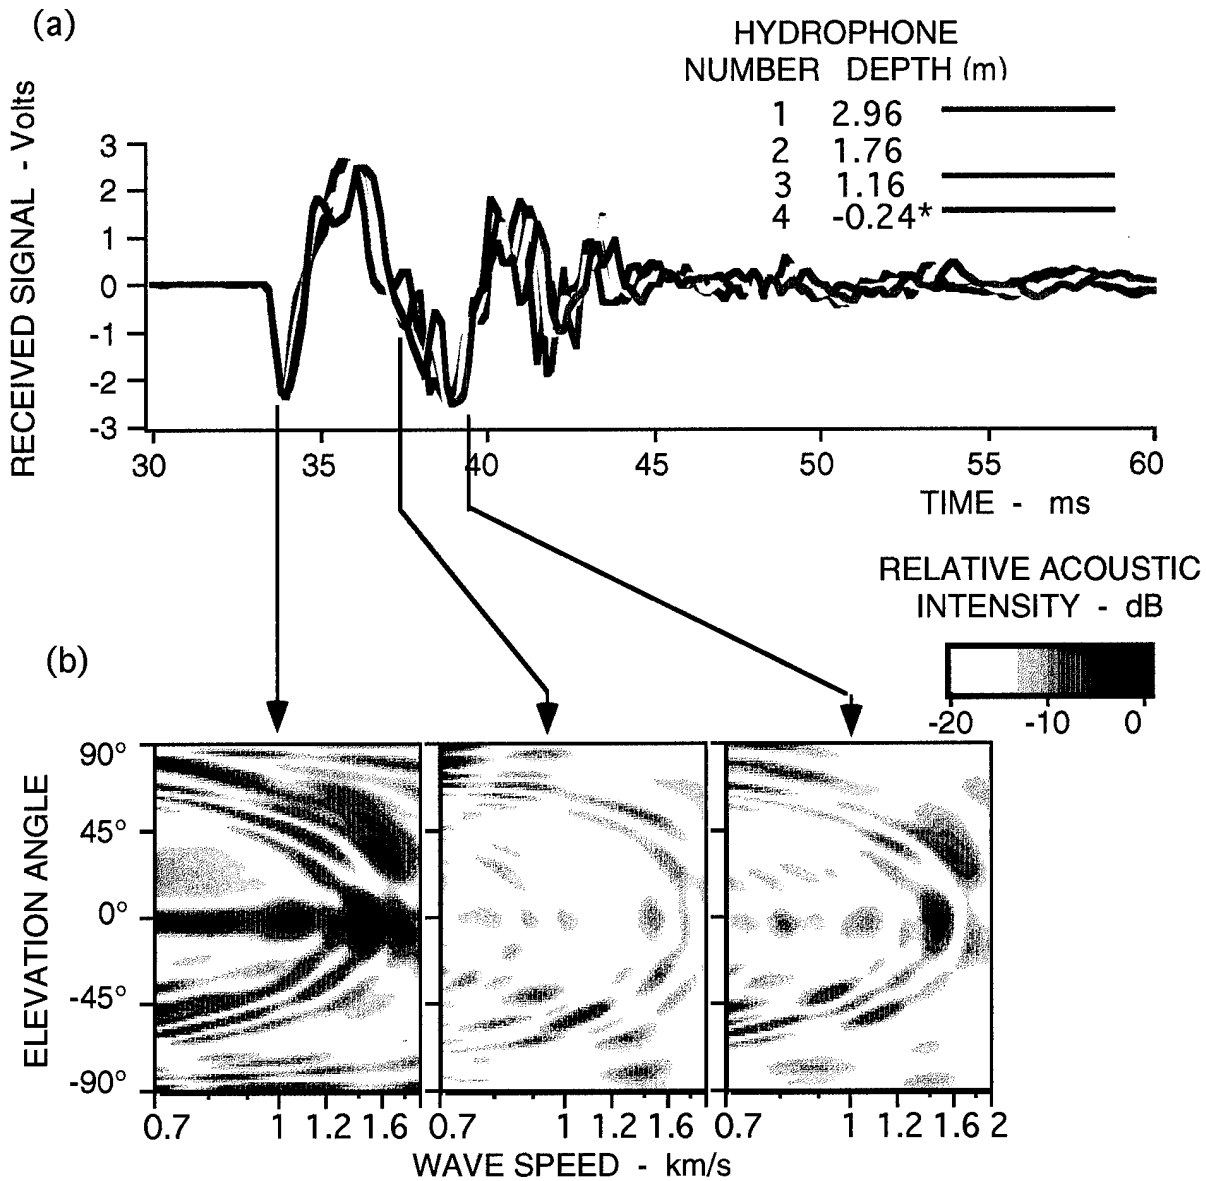 (a)
HYDROPHONE
NUMBER DEPTH (m)
1 2.96
2 1.76
3 1.16
4 -0.24*
RECEIVED SIGNAL - Volts
3
2
1
0
-1
-2
-3
30 35 40 45 50 55 60
TIME - ms
RELATIVE ACOUSTIC
INTENSITY - dB
-20 -10 0
(b)
ELEVATION ANGLE
90°
45°
0°
-45°
-90°
0.7 1 1.2 1.6 0.7 1 1.2 1.6 0.7 1 1.2 1.6 2
WAVE SPEED - km/s